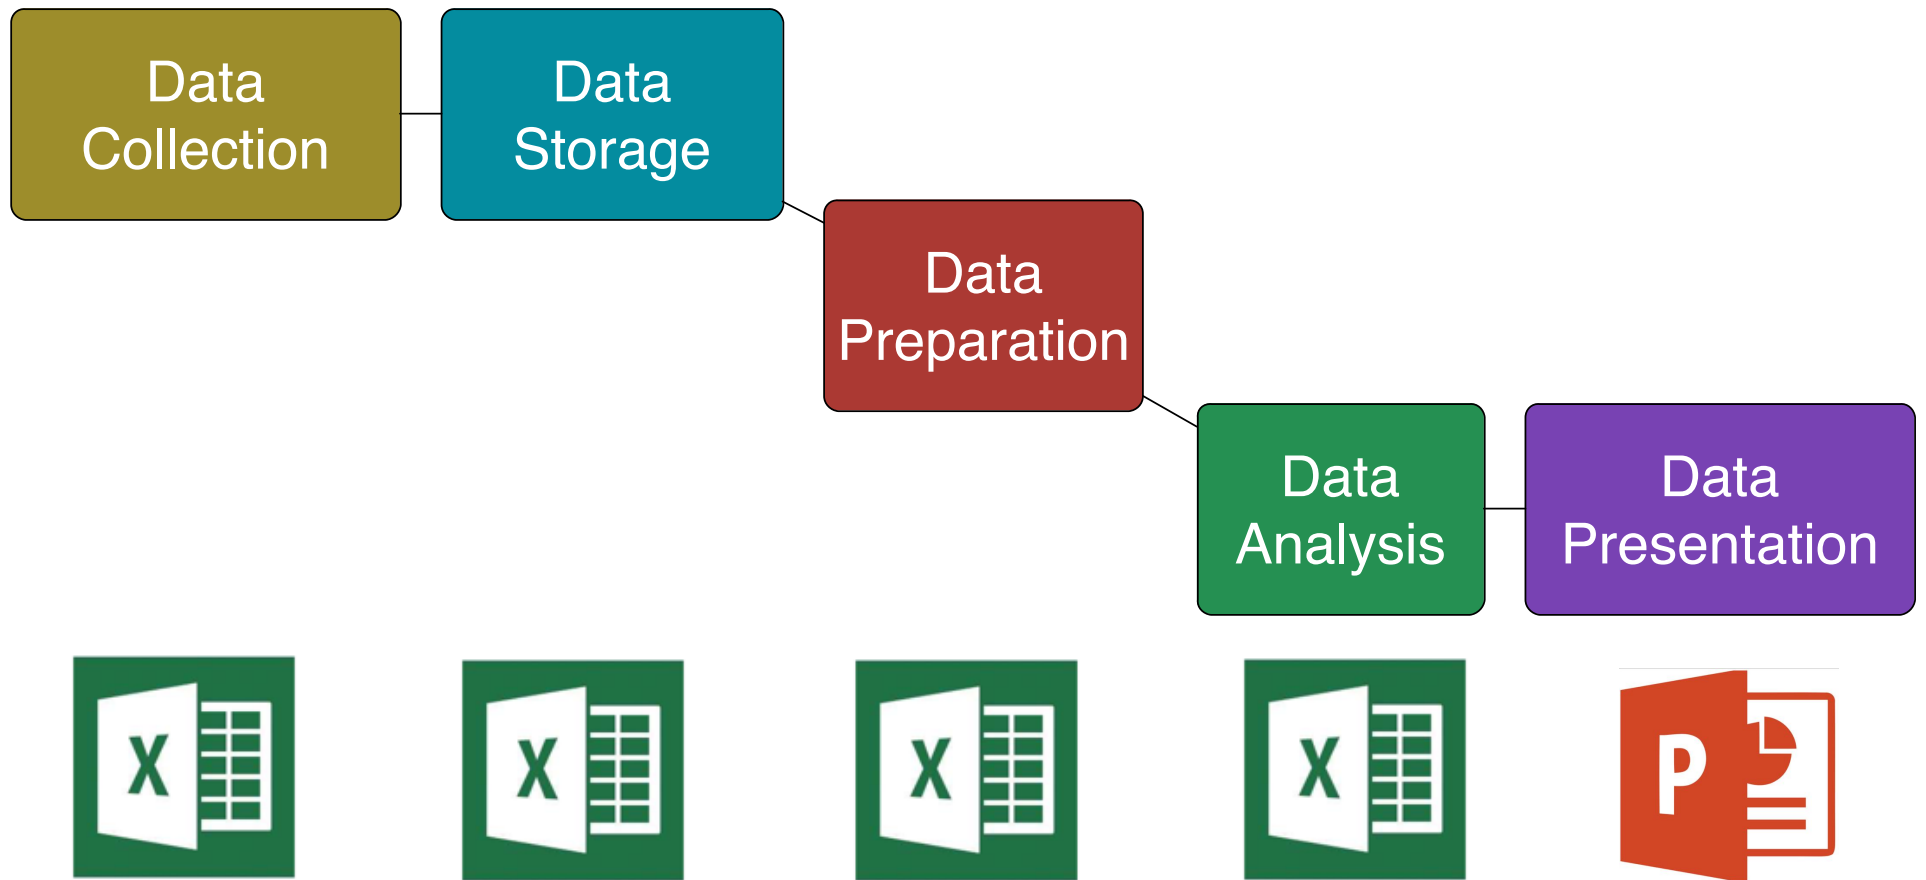 Data
Collection
Data
Storage
Data
Preparation
Data
Analysis
Data
Presentation
X
X
X
X
P